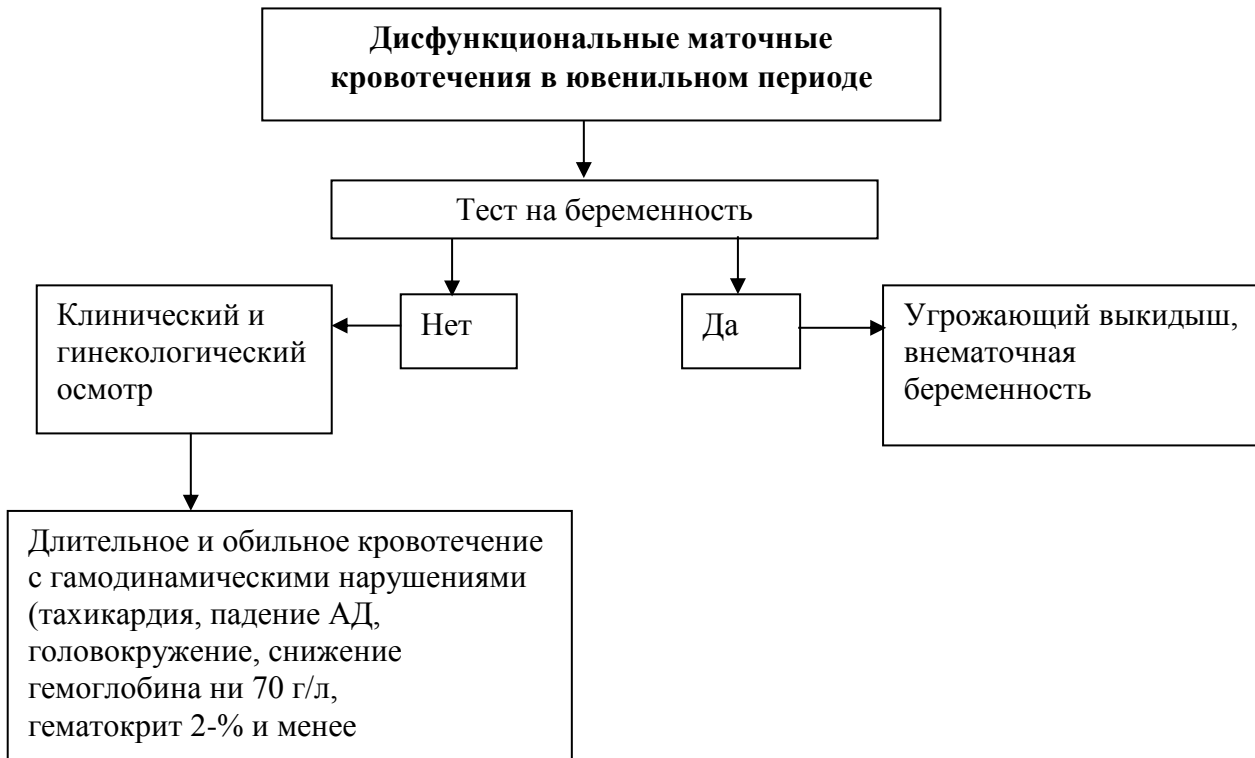 Дисфункциональные маточные
кровотечения в ювенильном периоде
Тест на беременность
Клинический и
гинекологический
осмотр
Нет
Да
Угрожающий выкидыш,
внематочная
беременность
Длительное и обильное кровотечение
с гамодинамическими нарушениями
(тахикардия, падение АД,
головокружение, снижение
гемоглобина ни 70 г/л,
гематокрит 2-% и менее